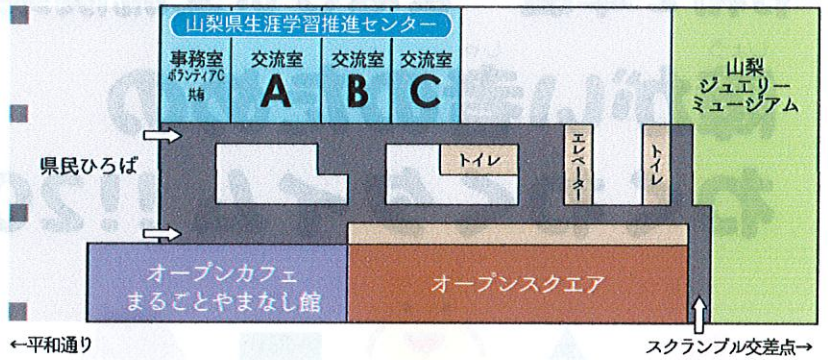 山梨県生涯学習推進センター
事務室
ボランティアC
共有
交流室
A
交流室
B
交流室
C
山梨
ジュエリー
ミュージアム
県民ひろば
トイレ
エレベーター
トイレ
オープンカフェ
まるごとやまなし館
オープンスクエア
←平和通り
スクランブル交差点→